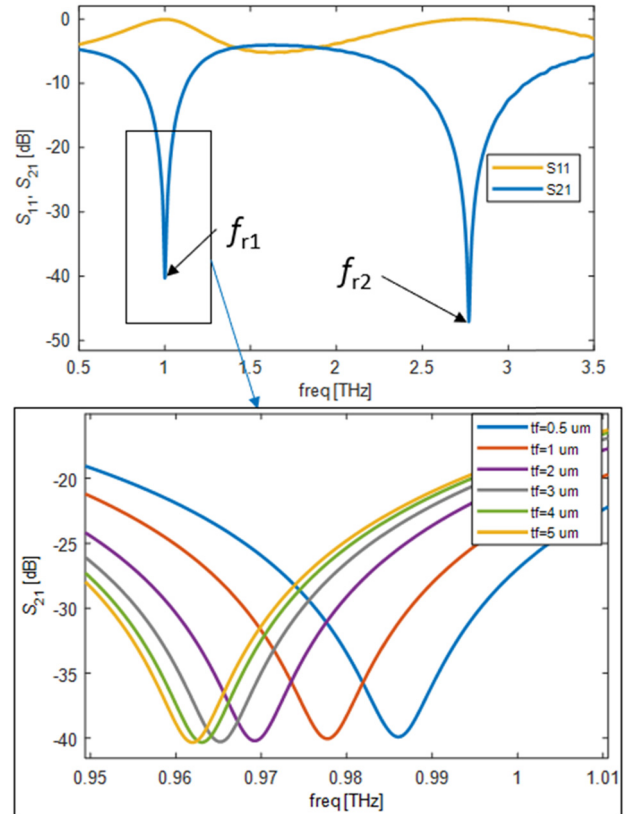 0
-10
-20
-30
-40
-50
S11, S21 [dB]
S11
S21
fr1
fr2
0.5 1 1.5 2 2.5 3 3.5
freq [THz]
tf=0.5 um
tf=1 um
tf=2 um
tf=3 um
tf=4 um
tf=5 um
-20
-25
-30
-35
-40
S21 [dB]
0.95 0.96 0.97 0.98 0.99 1 1.01
freq [THz]